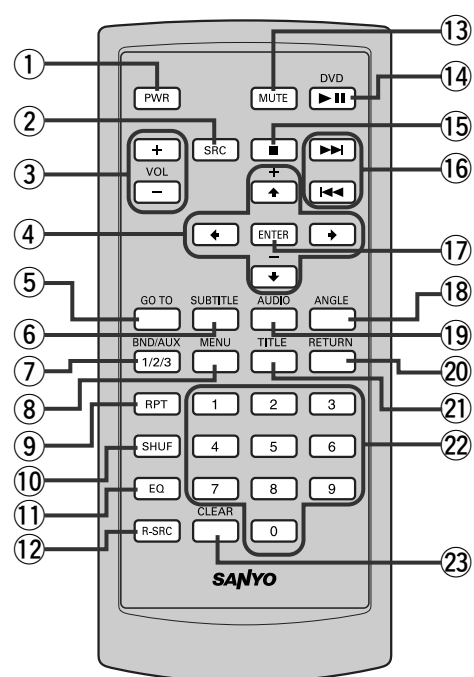 ①
⑬
DVD
⑭
PWR
MUTE
②
⑮
SRC
③
+
VOL
−
+
⑯
④
ENTER
⑰
−
⑤
⑱
GO TO SUBTITLE AUDIO ANGLE
⑥
⑲
BND/AUX MENU TITLE RETURN
⑦
1/2/3
⑳
⑧
㉑
⑨
RPT 1 2 3
㉒
⑩
SHUF 4 5 6
⑪
EQ 7 8 9
CLEAR
⑫
R-SRC 0
㉓
SANYO